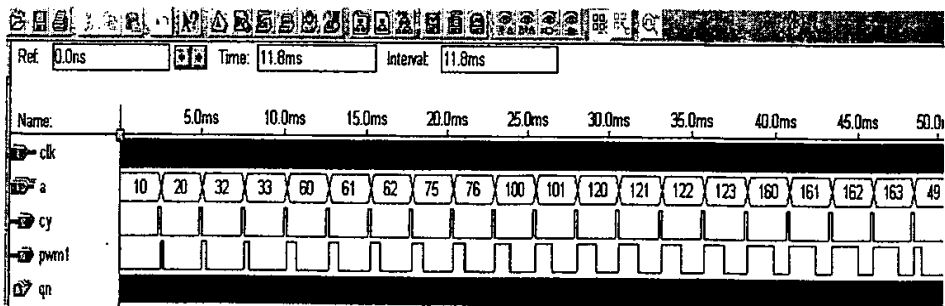 Ref: 0.0ns Time: 11.8ms Interval: 11.8ms
Name: 5.0ms 10.0ms 15.0ms 20.0ms 25.0ms 30.0ms 35.0ms 40.0ms 45.0ms
clk
a 10 20 32 33 60 61 62 75 76 100 101 120 121 122 123 160 161 162 163 49
cy
pwm1
qn